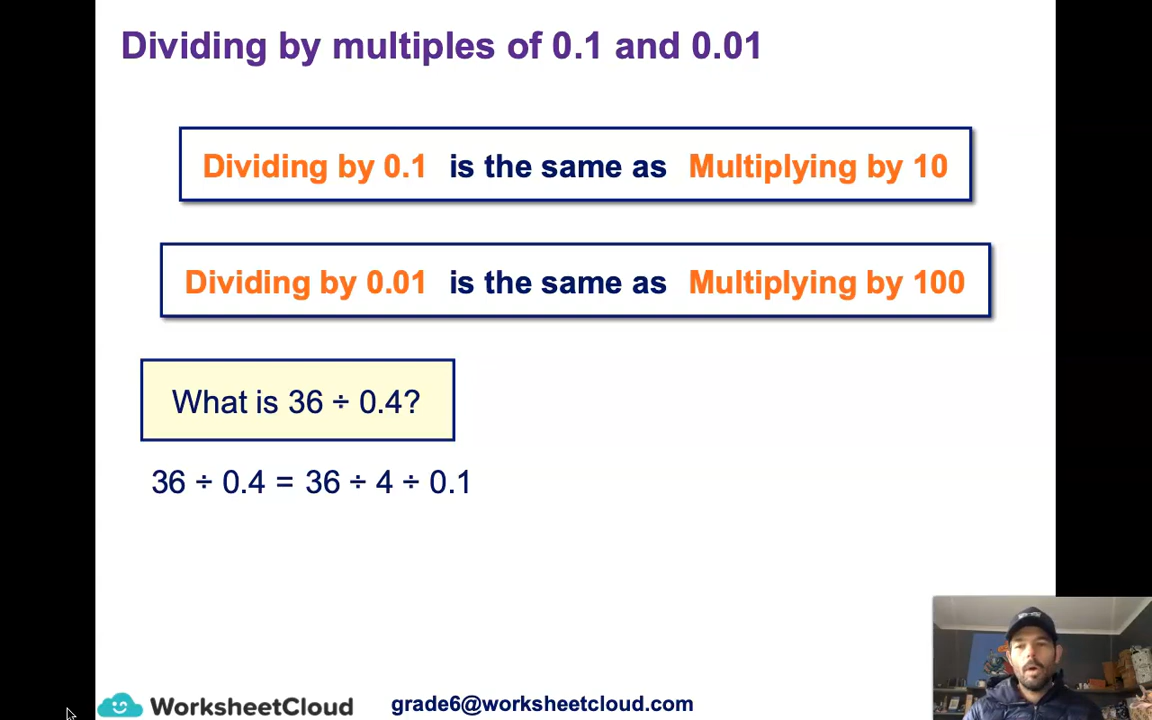 Dividing by multiples of 0.1 and 0.01
Dividing by 0.1 is the same as Multiplying by 10
Dividing by 0.01 is the same as Multiplying by 100
What is 36 ÷ 0.4?
36 ÷ 0.4 = 36 ÷ 4 ÷ 0.1
WorksheetCloud grade6@worksheetcloud.com